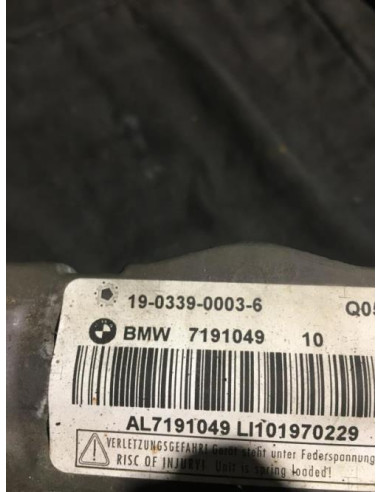 19-0339-0003-6 Q05
BMW 7191049 10
AL7191049 LI101970229
VERLETZUNGSGEFAHR! Gerät steht unter Federspannung
RISC OF INJURY! Unit is spring loaded!